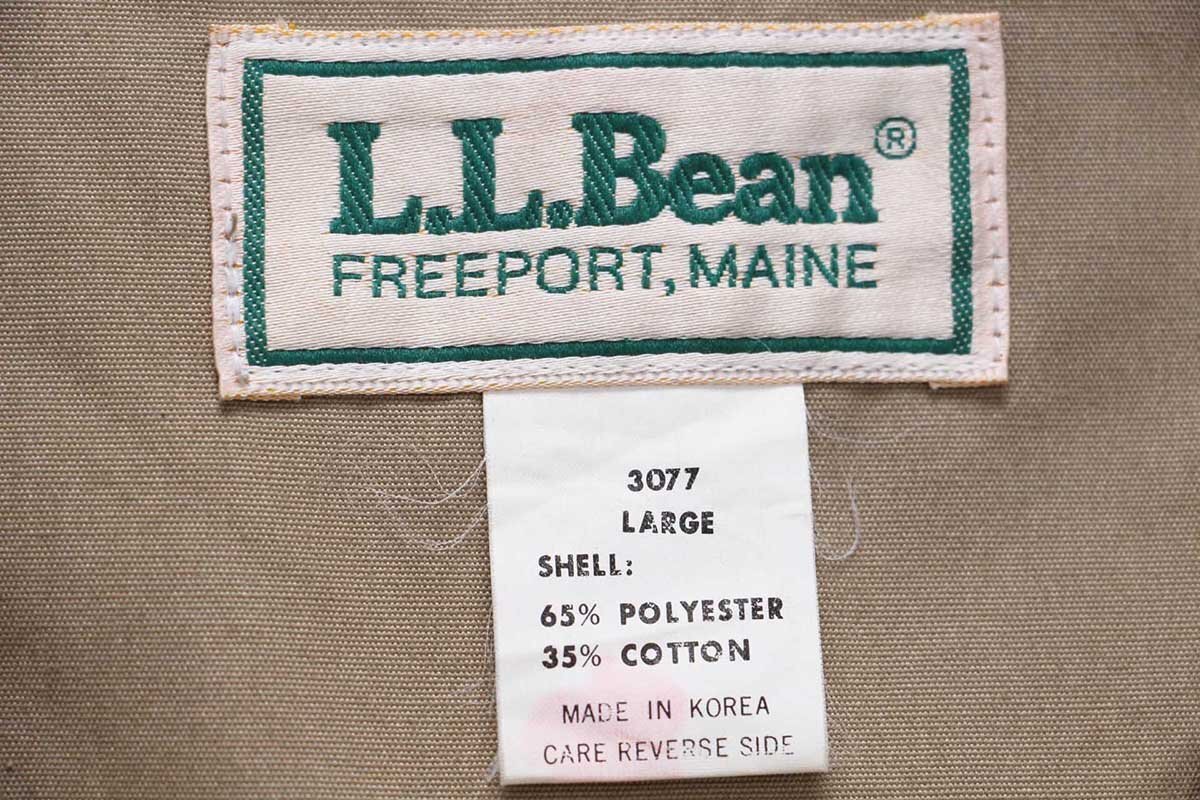 L.L.Bean®
FREEPORT, MAINE
3077
LARGE
SHELL:
65% POLYESTER
35% COTTON
MADE IN KOREA
CARE REVERSE SIDE